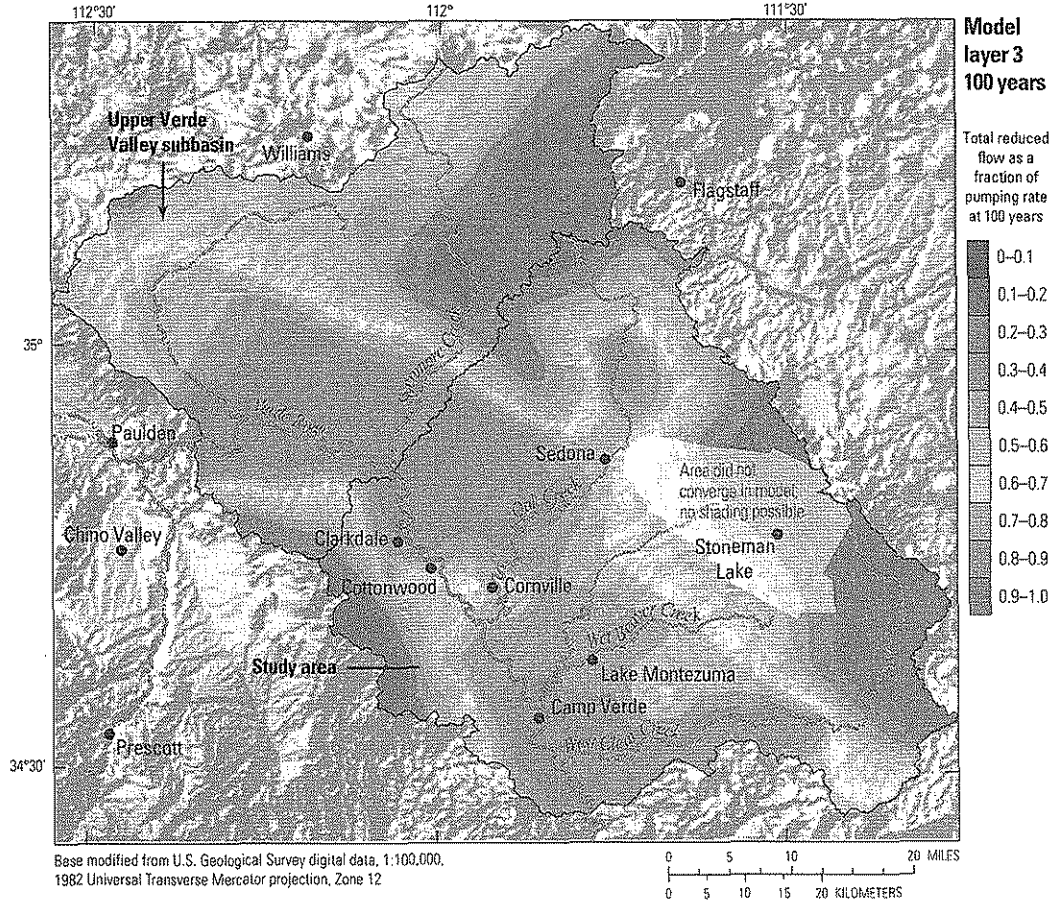 112°30'
112°
111°30'
Model
layer 3
100 years
Upper Verde
Valley subbasin
Williams
Flagstaff
Total reduced
flow as a
fraction of
pumping rate
at 100 years
0–0.1
0.1–0.2
0.2–0.3
0.3–0.4
0.4–0.5
0.5–0.6
0.6–0.7
0.7–0.8
0.8–0.9
0.9–1.0
35°
Sycamore Creek
Verde River
Paulden
Sedona
Oak Creek
Area did not
converge in model;
no shading possible
Chino Valley
Clarkdale
Stoneman
Lake
Cottonwood
Cornville
Wet Beaver Creek
Study area
Lake Montezuma
Camp Verde
West Clear Creek
Prescott
34°30'
Base modified from U.S. Geological Survey digital data, 1:100,000.
1982 Universal Transverse Mercator projection, Zone 12
0 5 10 20 MILES
0 5 10 15 20 KILOMETERS